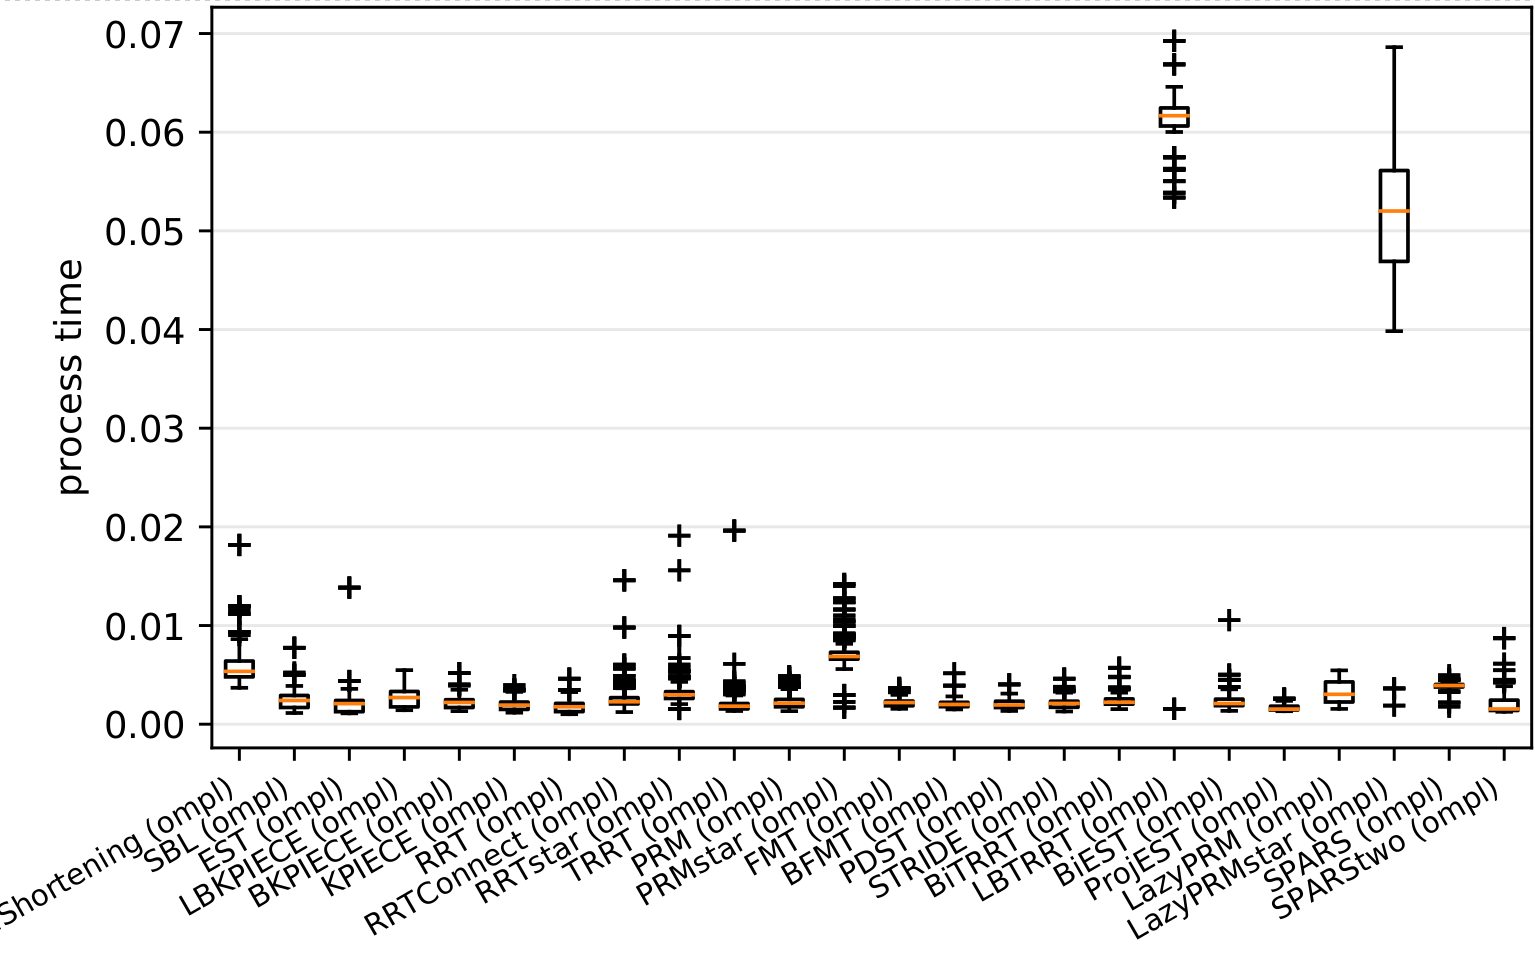 0.07
0.06
0.05
0.04
0.03
0.02
0.01
0.00
process time
Shortening (ompl)
SBL (ompl)
EST (ompl)
LBKPIECE (ompl)
BKPIECE (ompl)
KPIECE (ompl)
RRT (ompl)
RRTConnect (ompl)
RRTstar (ompl)
TRRT (ompl)
PRM (ompl)
PRMstar (ompl)
FMT (ompl)
BFMT (ompl)
PDST (ompl)
STRIDE (ompl)
BiTRRT (ompl)
LBTRRT (ompl)
BiEST (ompl)
ProjEST (ompl)
LazyPRM (ompl)
LazyPRMstar (ompl)
SPARS (ompl)
SPARStwo (ompl)